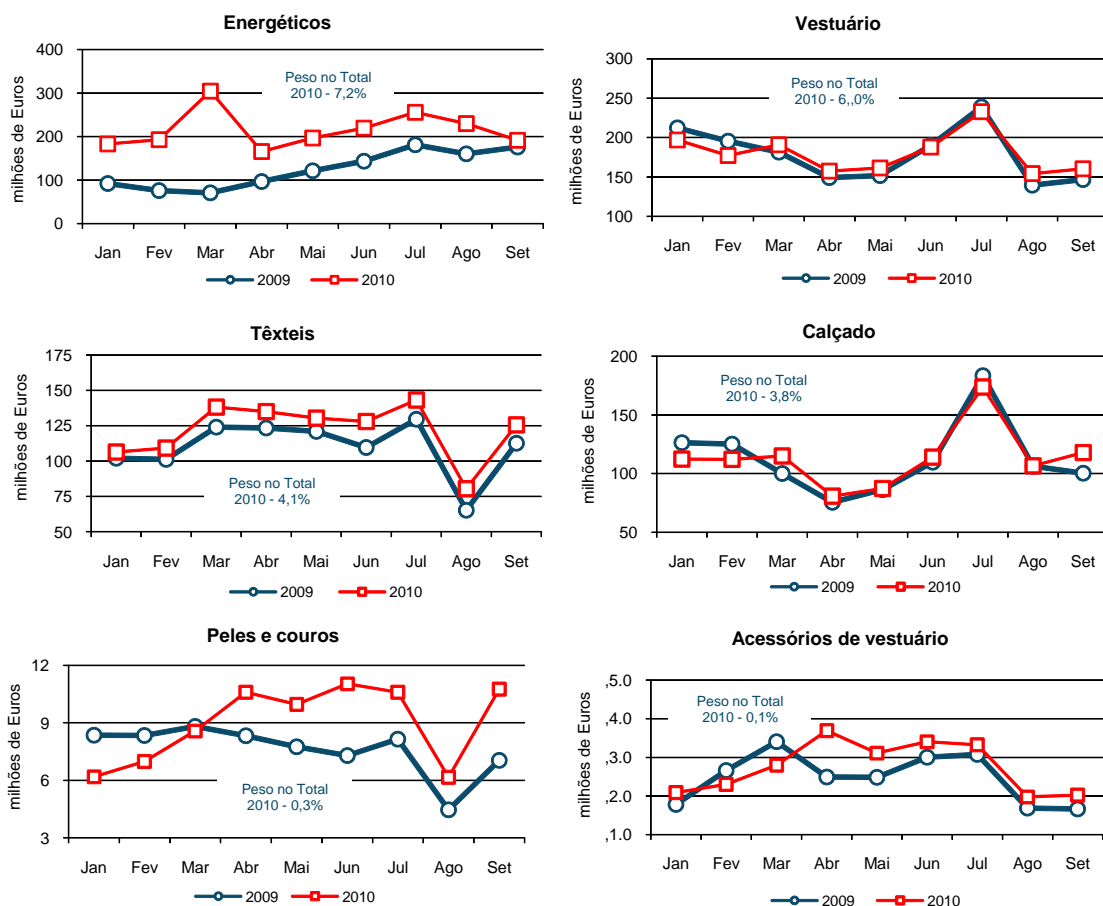 Energéticos
milhões de Euros
400
300
200
100
0
Peso no Total
2010 - 7,2%
Jan Fev Mar Abr Mai Jun Jul Ago Set
2009 2010
Vestuário
milhões de Euros
300
250
200
150
100
Peso no Total
2010 - 6,,0%
Jan Fev Mar Abr Mai Jun Jul Ago Set
2009 2010
Têxteis
milhões de Euros
175
150
125
100
75
50
Peso no Total
2010 - 4,1%
Jan Fev Mar Abr Mai Jun Jul Ago Set
2009 2010
Calçado
milhões de Euros
200
150
100
50
Peso no Total
2010 - 3,8%
Jan Fev Mar Abr Mai Jun Jul Ago Set
2009 2010
Peles e couros
milhões de Euros
12
9
6
3
Peso no Total
2010 - 0,3%
Jan Fev Mar Abr Mai Jun Jul Ago Set
2009 2010
Acessórios de vestuário
milhões de Euros
,5.0
,4.0
,3.0
,2.0
,1.0
Peso no Total
2010 - 0,1%
Jan Fev Mar Abr Mai Jun Jul Ago Set
2009 2010